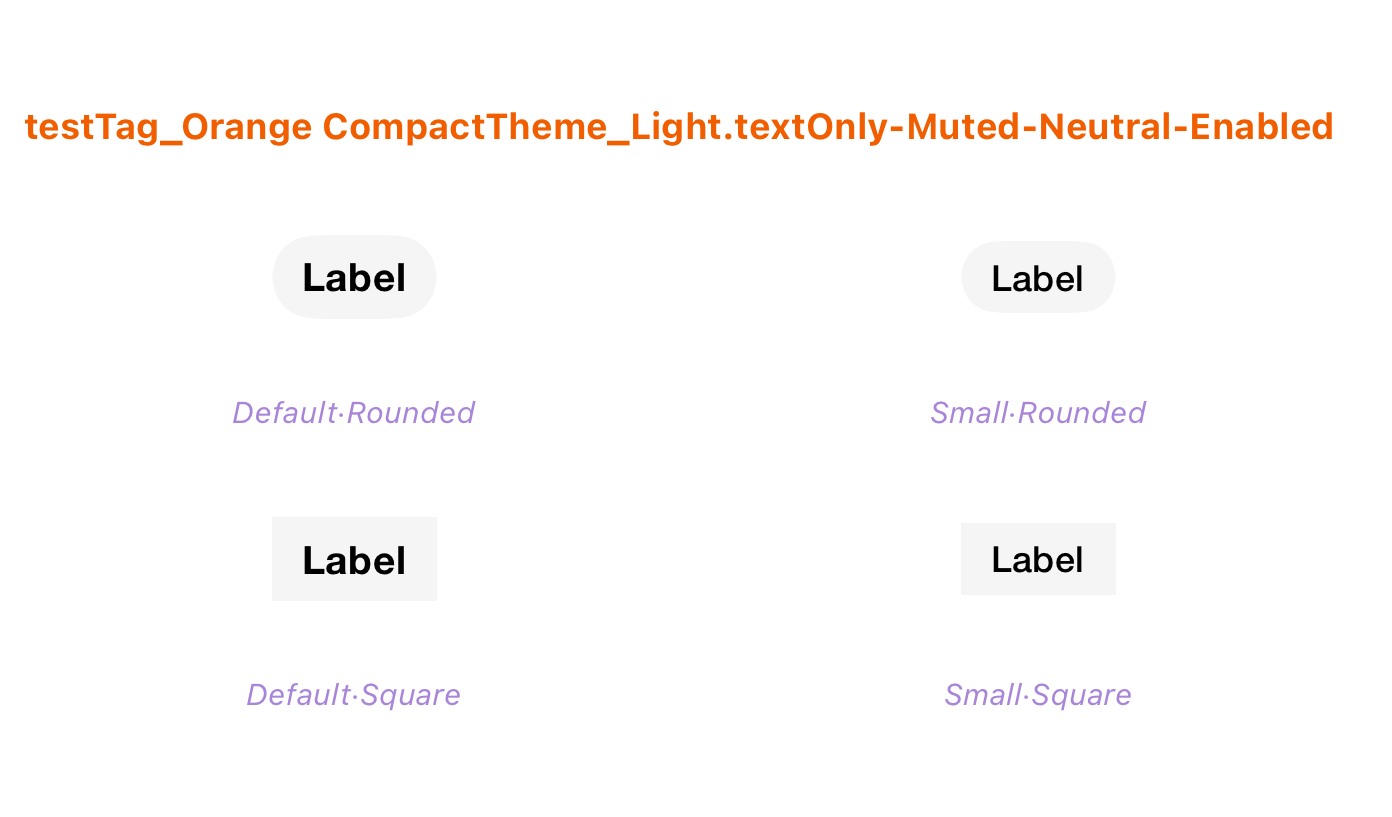 testTag_Orange CompactTheme_Light.textOnly-Muted-Neutral-Enabled
Label
Label
Default·Rounded
Small·Rounded
Label
Label
Default·Square
Small·Square